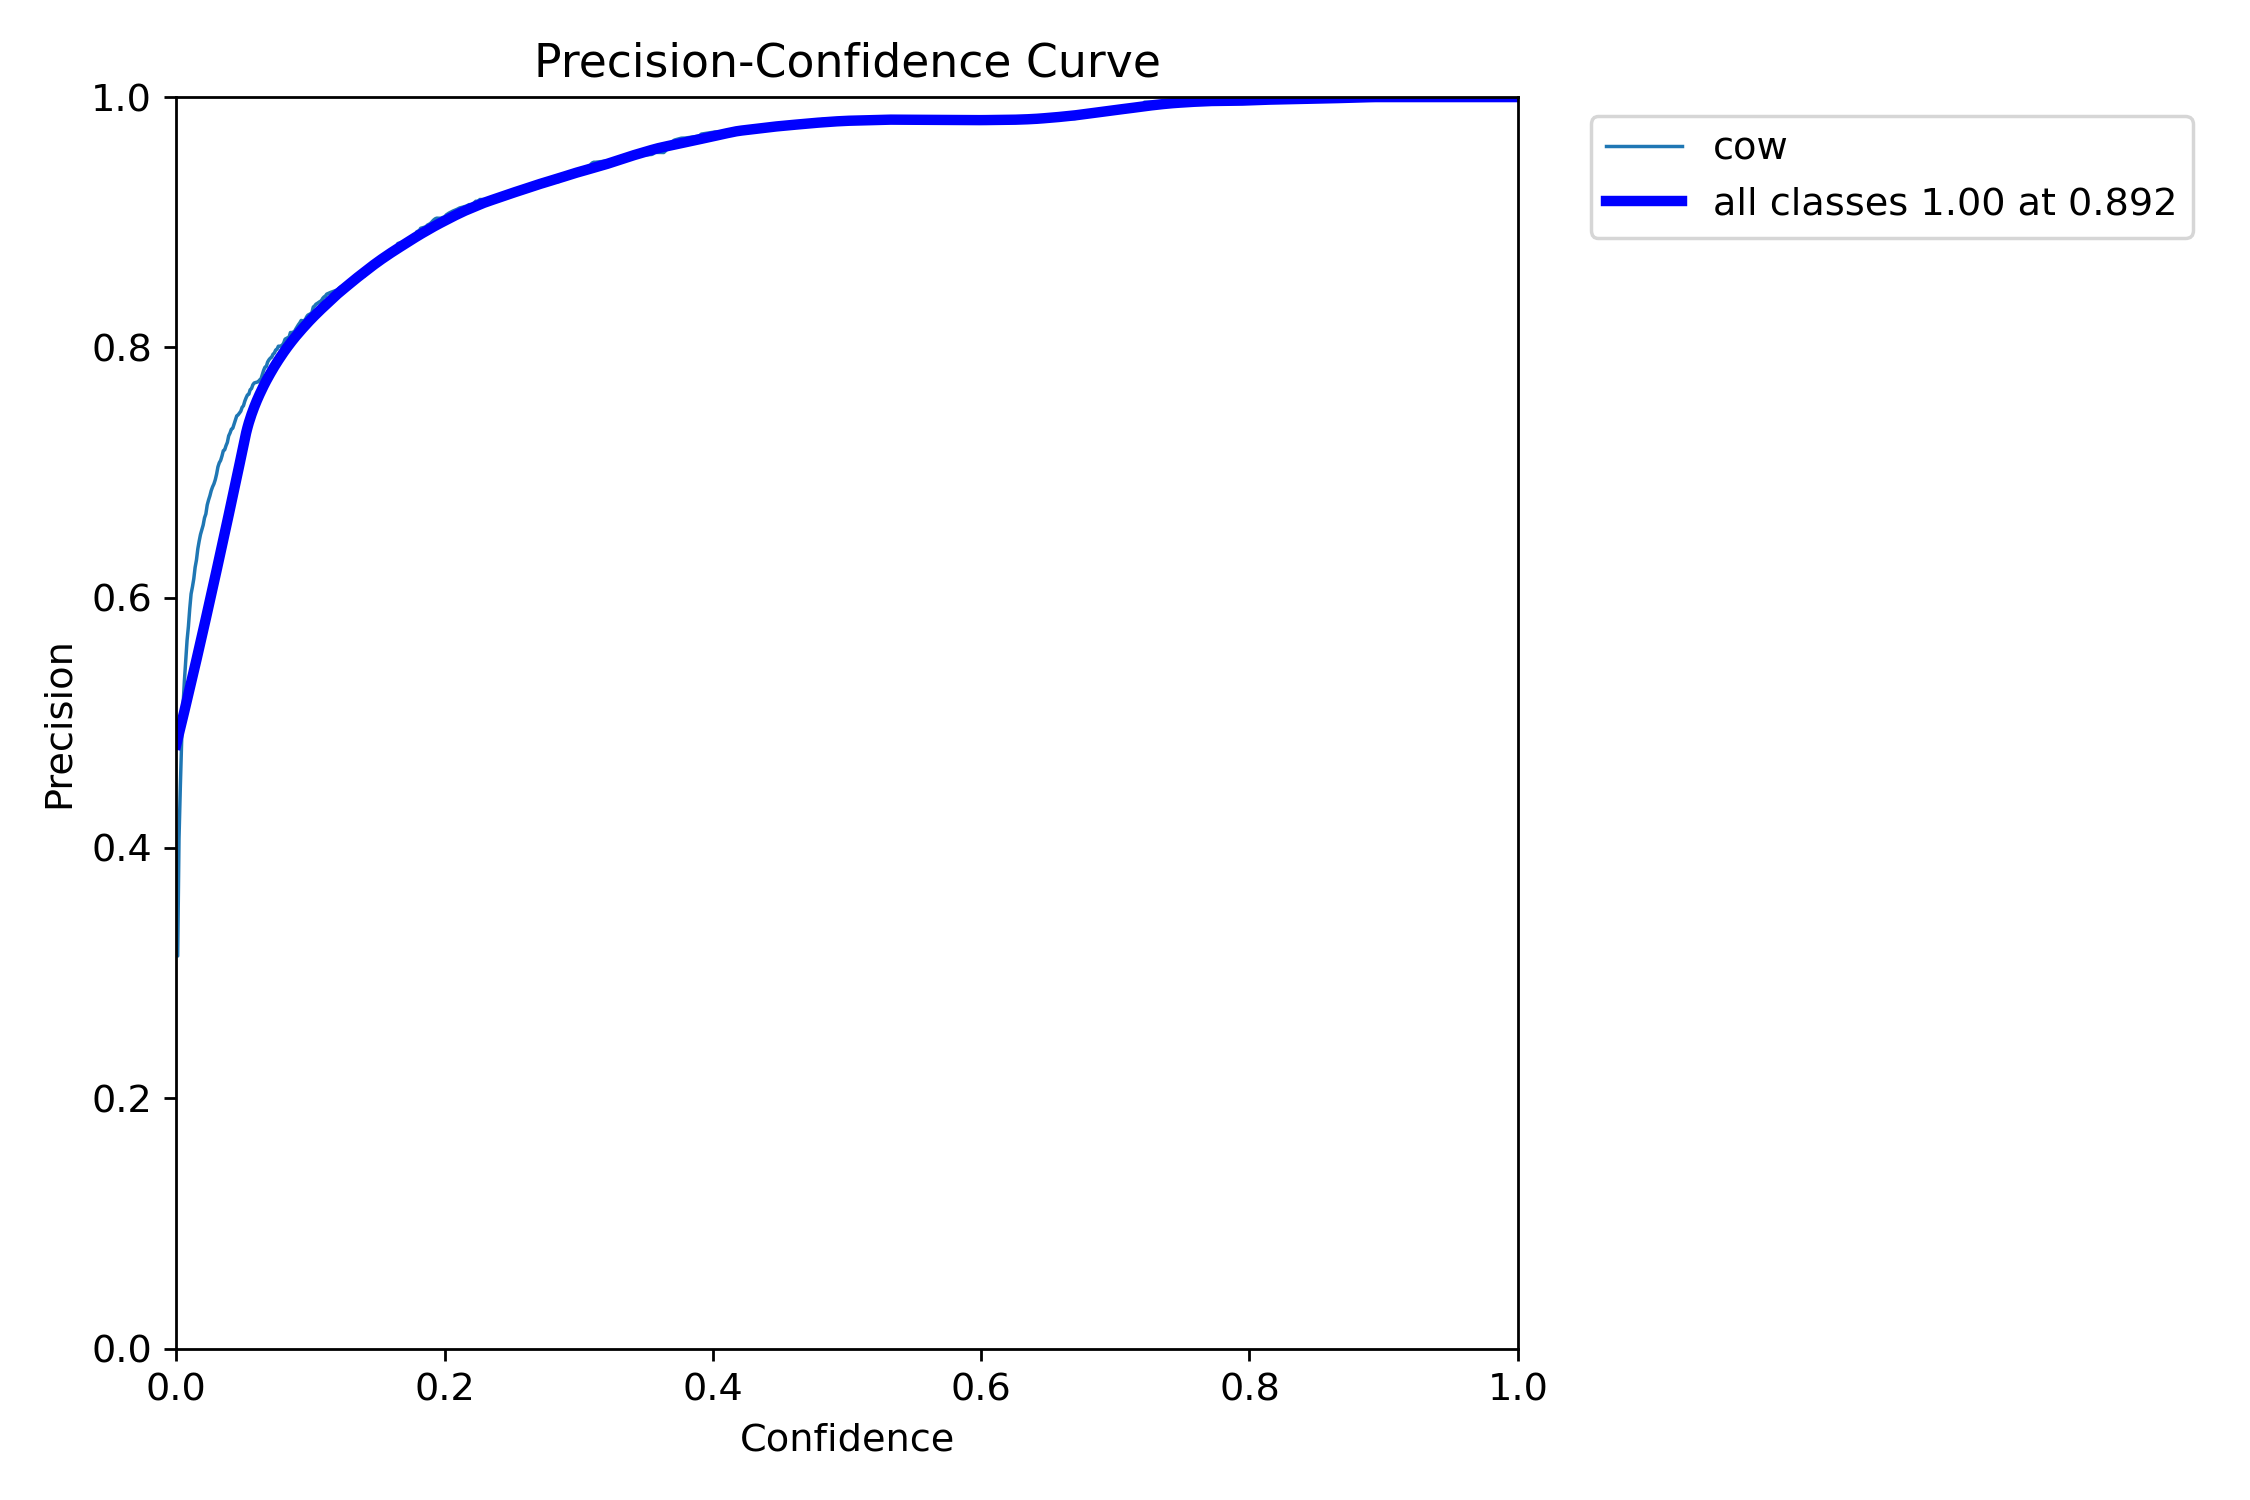 Precision-Confidence Curve
1.0
0.8
0.6
0.4
0.2
0.0
Precision
0.0 0.2 0.4 0.6 0.8 1.0
Confidence
cow
all classes 1.00 at 0.892